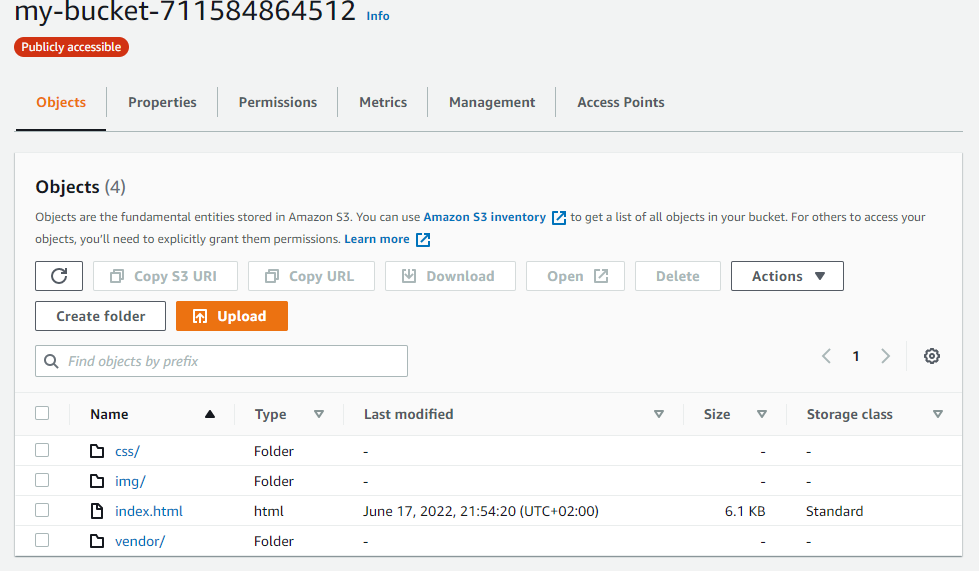 my-bucket-711584864512 Info
Publicly accessible
Objects Properties Permissions Metrics Management Access Points
Objects (4)
Objects are the fundamental entities stored in Amazon S3. You can use Amazon S3 inventory to get a list of all objects in your bucket. For others to access your
objects, you'll need to explicitly grant them permissions. Learn more
Copy S3 URI Copy URL Download Open Delete Actions
Create folder Upload
Find objects by prefix 1
Name Type Last modified Size Storage class
css/ Folder - - -
img/ Folder - - -
index.html html June 17, 2022, 21:54:20 (UTC+02:00) 6.1 KB Standard
vendor/ Folder - - -